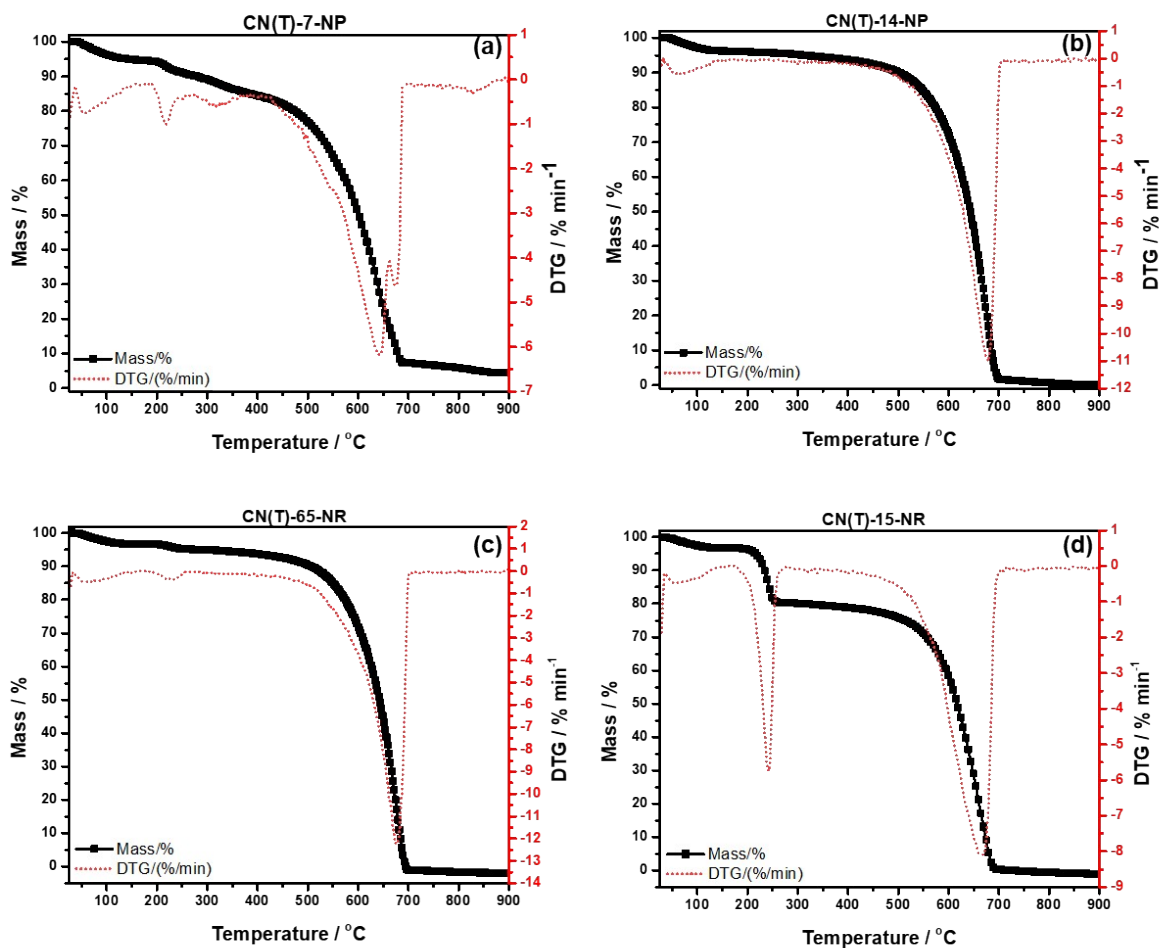 CN(T)-7-NP
(a)
Mass / %
100
90
80
70
60
50
40
30
20
10
0
1
0
-1
-2
-3
-4
-5
-6
-7
DTG / % min-1
Mass/%
DTG/(%/min)
100 200 300 400 500 600 700 800 900
Temperature / °C
CN(T)-14-NP
(b)
Mass / %
100
90
80
70
60
50
40
30
20
10
0
1
0
-1
-2
-3
-4
-5
-6
-7
-8
-9
-10
-11
-12
DTG / % min-1
Mass/%
DTG/(%/min)
100 200 300 400 500 600 700 800 900
Temperature / °C
CN(T)-65-NR
(c)
Mass / %
100
90
80
70
60
50
40
30
20
10
0
2
1
0
-1
-2
-3
-4
-5
-6
-7
-8
-9
-10
-11
-12
-13
-14
DTG / % min-1
Mass/%
DTG/(%/min)
100 200 300 400 500 600 700 800 900
Temperature / °C
CN(T)-15-NR
(d)
Mass / %
100
90
80
70
60
50
40
30
20
10
0
1
0
-1
-2
-3
-4
-5
-6
-7
-8
-9
DTG / % min-1
Mass/%
DTG/(%/min)
100 200 300 400 500 600 700 800 900
Temperature / °C